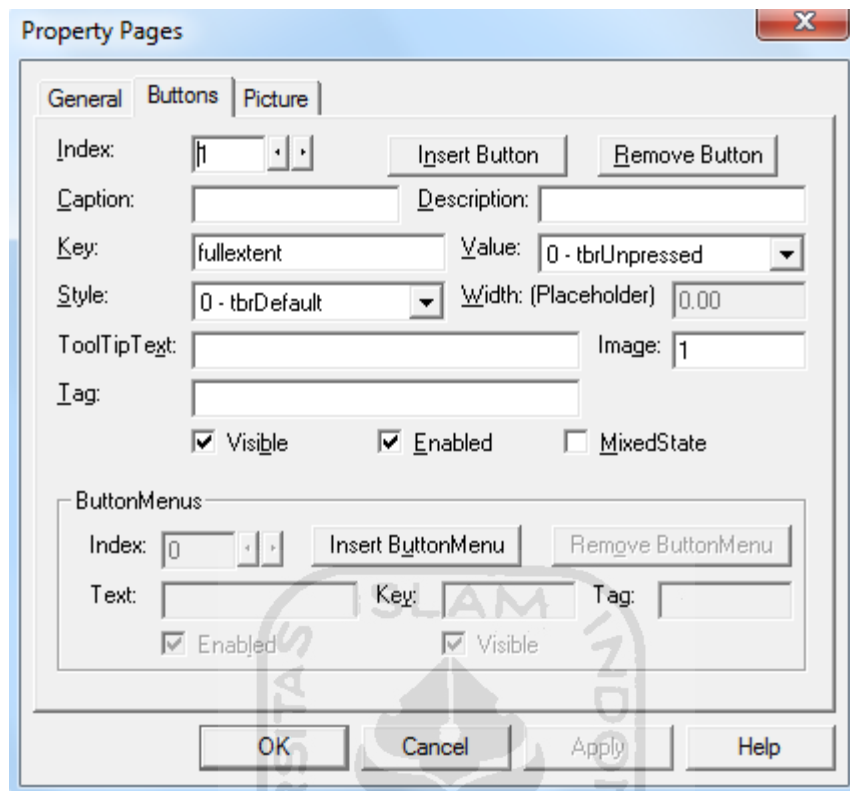 Property Pages
General Buttons Picture
Index: 1 Insert Button Remove Button
Caption: Description:
Key: fullextent Value: 0 - tbrUnpressed
Style: 0 - tbrDefault Width: (Placeholder) 0.00
ToolTipText: Image: 1
Tag:
Visible Enabled MixedState
ButtonMenus
Index: 0 Insert ButtonMenu Remove ButtonMenu
Text: Key: Tag:
Enabled Visible
OK Cancel Apply Help
ISLAM